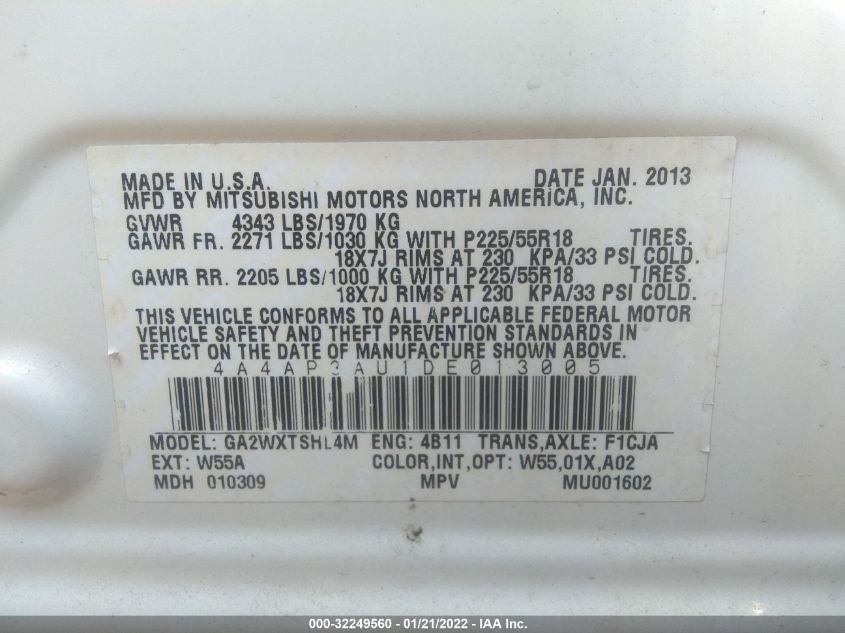 MADE IN U.S.A. DATE JAN. 2013
MFD BY MITSUBISHI MOTORS NORTH AMERICA, INC.
GVWR 4343 LBS/1970 KG
GAWR FR. 2271 LBS/1030 KG WITH P225/55R18 TIRES.
18X7J RIMS AT 230 KPA/33 PSI COLD.
GAWR RR. 2205 LBS/1000 KG WITH P225/55R18 TIRES.
18X7J RIMS AT 230 KPA/33 PSI COLD.
THIS VEHICLE CONFORMS TO ALL APPLICABLE FEDERAL MOTOR
VEHICLE SAFETY AND THEFT PREVENTION STANDARDS IN
EFFECT ON THE DATE OF MANUFACTURE SHOWN ABOVE.
4A4AP3AU1DE013005
MODEL: GA2WXTSHL4M ENG: 4B11 TRANS,AXLE: F1CJA
EXT: W55A COLOR,INT,OPT: W55,01X,A02
MDH 010309 MPV MU001602
000-32249560 - 01/21/2022 - IAA Inc.